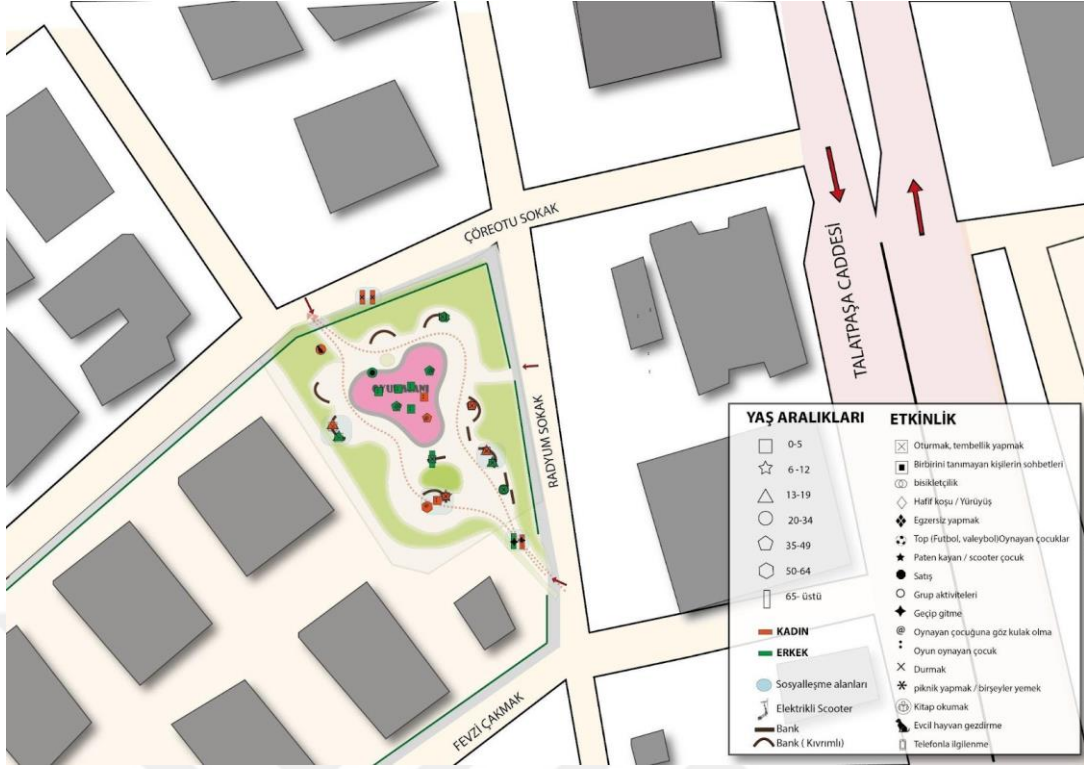 ÇÖREOTU SOKAK
TALATPAŞA CADDESİ
RADYUM SOKAK
FEVZİ ÇAKMAK
YAŞ ARALIKLARI
0-5
6 -12
13-19
20-34
35-49
50-64
65- üstü
KADIN
ERKEK
Sosyalleşme alanları
Elektrikli Scooter
Bank
Bank ( Kıvrımlı)
ETKİNLİK
Oturmak, tembellik yapmak
Birbirini tanımayan kişilerin sohbetleri
bisikletçilik
Hafif koşu / Yürüyüş
Egzersiz yapmak
Top (Futbol, valeybol)Oynayan çocuklar
Paten kayan / scooter çocuk
Satış
Grup aktiviteleri
Geçip gitme
Oynayan çocuğuna göz kulak olma
Oyun oynayan çocuk
Durmak
piknik yapmak / birşeyler yemek
Kitap okumak
Evcil hayvan gezdirme
Telefonla ilgilenme